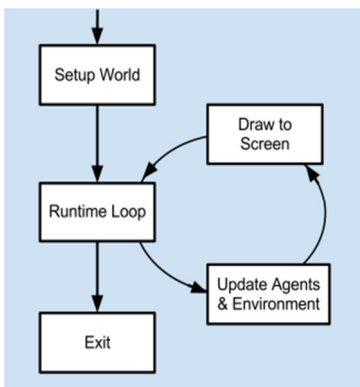 Setup World
Draw to
Screen
Runtime Loop
Update Agents
& Environment
Exit